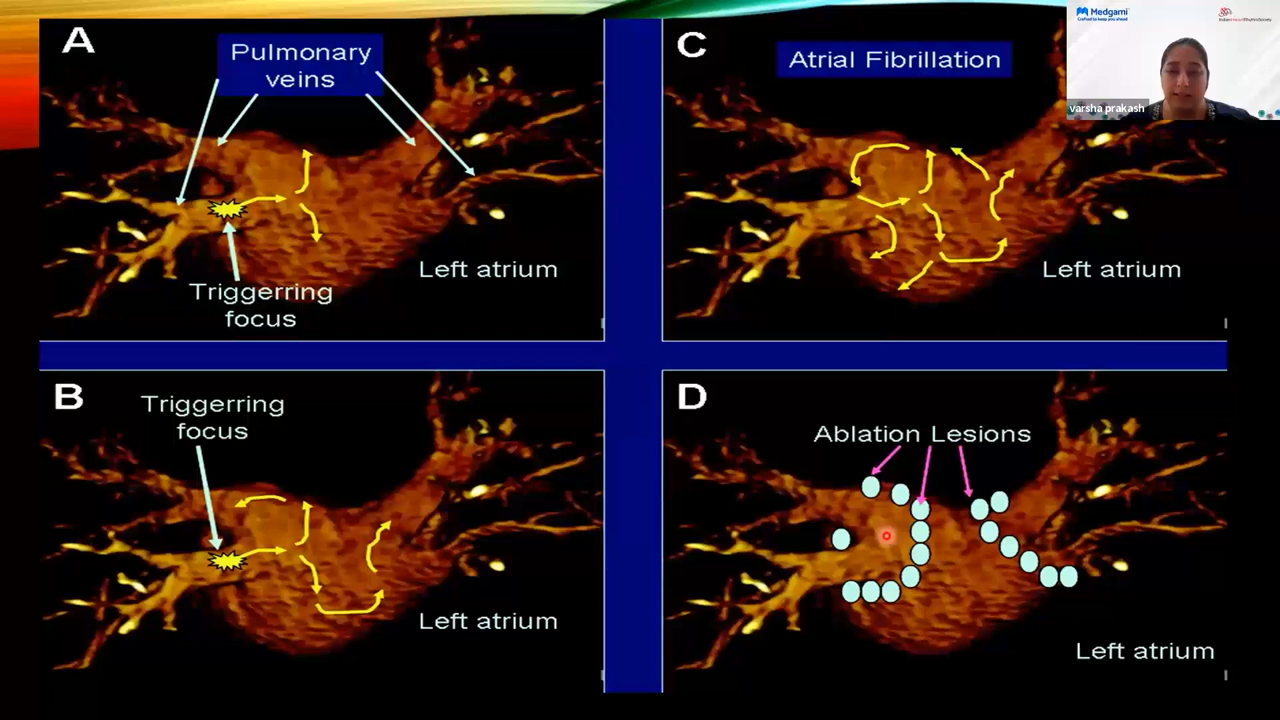 A
Pulmonary
veins
Triggerring
focus
Left atrium
C
Atrial Fibrillation
Left atrium
B
Triggerring
focus
Left atrium
D
Ablation Lesions
Left atrium
Medgami
varsha prakash